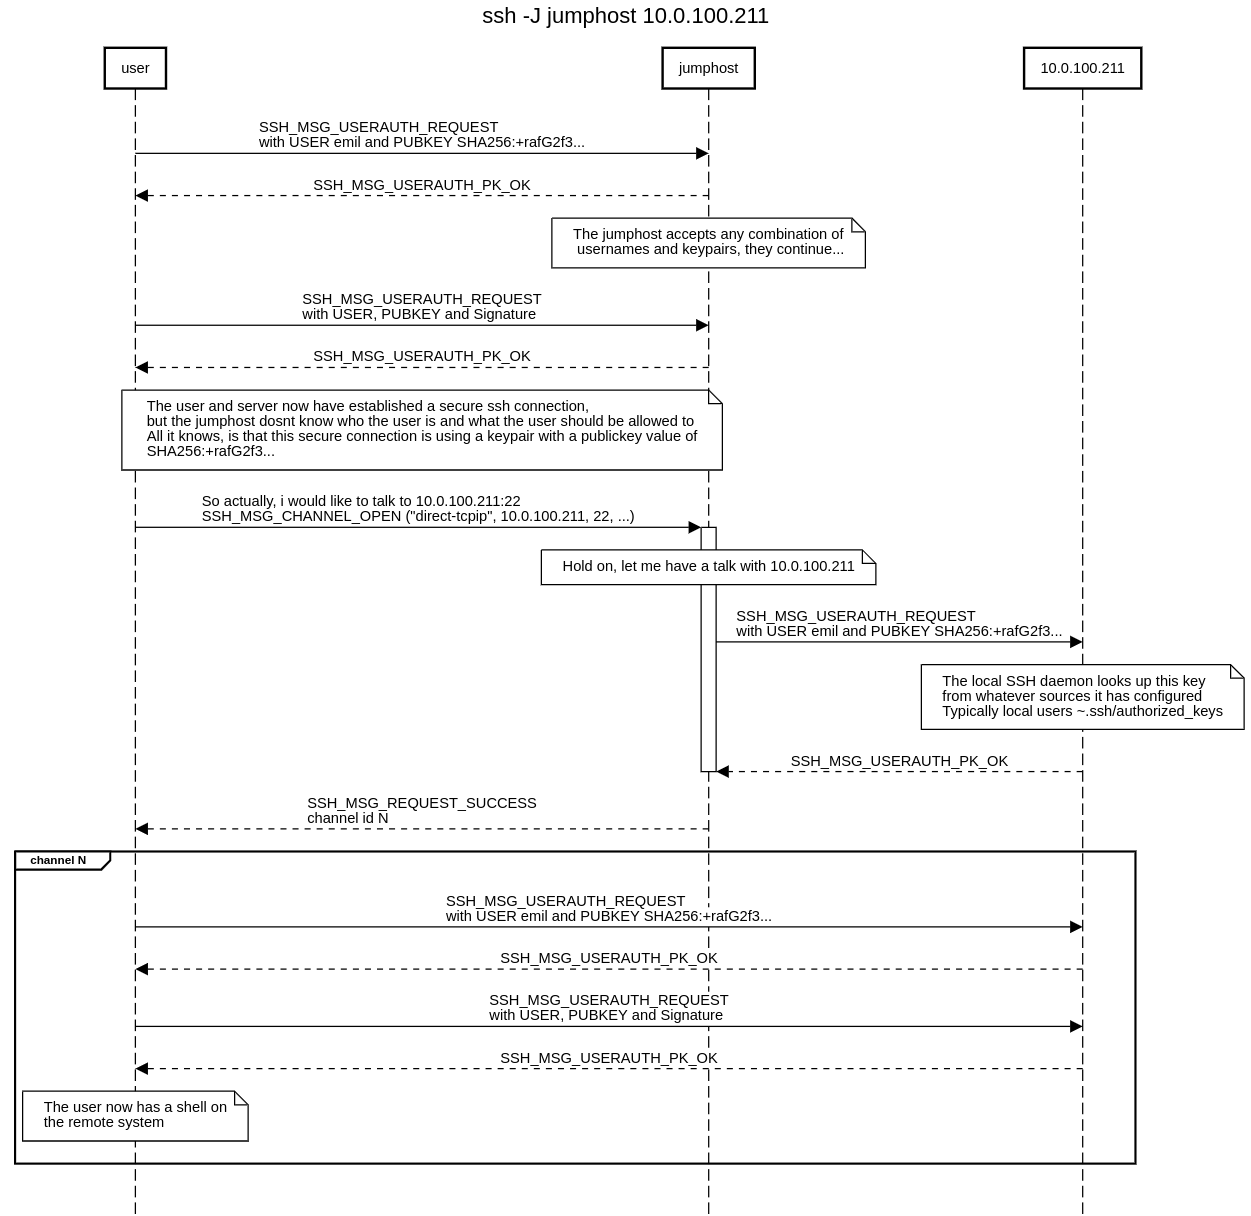 ssh -J jumphost 10.0.100.211
user
jumphost
10.0.100.211
SSH_MSG_USERAUTH_REQUEST
with USER emil and PUBKEY SHA256:+rafG2f3...
SSH_MSG_USERAUTH_PK_OK
The jumphost accepts any combination of
usernames and keypairs, they continue...
SSH_MSG_USERAUTH_REQUEST
with USER, PUBKEY and Signature
SSH_MSG_USERAUTH_PK_OK
The user and server now have established a secure ssh connection,
but the jumphost dosnt know who the user is and what the user should be allowed to
All it knows, is that this secure connection is using a keypair with a publickey value of
SHA256:+rafG2f3...
So actually, i would like to talk to 10.0.100.211:22
SSH_MSG_CHANNEL_OPEN ("direct-tcpip", 10.0.100.211, 22, ...)
Hold on, let me have a talk with 10.0.100.211
SSH_MSG_USERAUTH_REQUEST
with USER emil and PUBKEY SHA256:+rafG2f3...
The local SSH daemon looks up this key
from whatever sources it has configured
Typically local users ~.ssh/authorized_keys
SSH_MSG_USERAUTH_PK_OK
SSH_MSG_REQUEST_SUCCESS
channel id N
channel N
SSH_MSG_USERAUTH_REQUEST
with USER emil and PUBKEY SHA256:+rafG2f3...
SSH_MSG_USERAUTH_PK_OK
SSH_MSG_USERAUTH_REQUEST
with USER, PUBKEY and Signature
SSH_MSG_USERAUTH_PK_OK
The user now has a shell on
the remote system